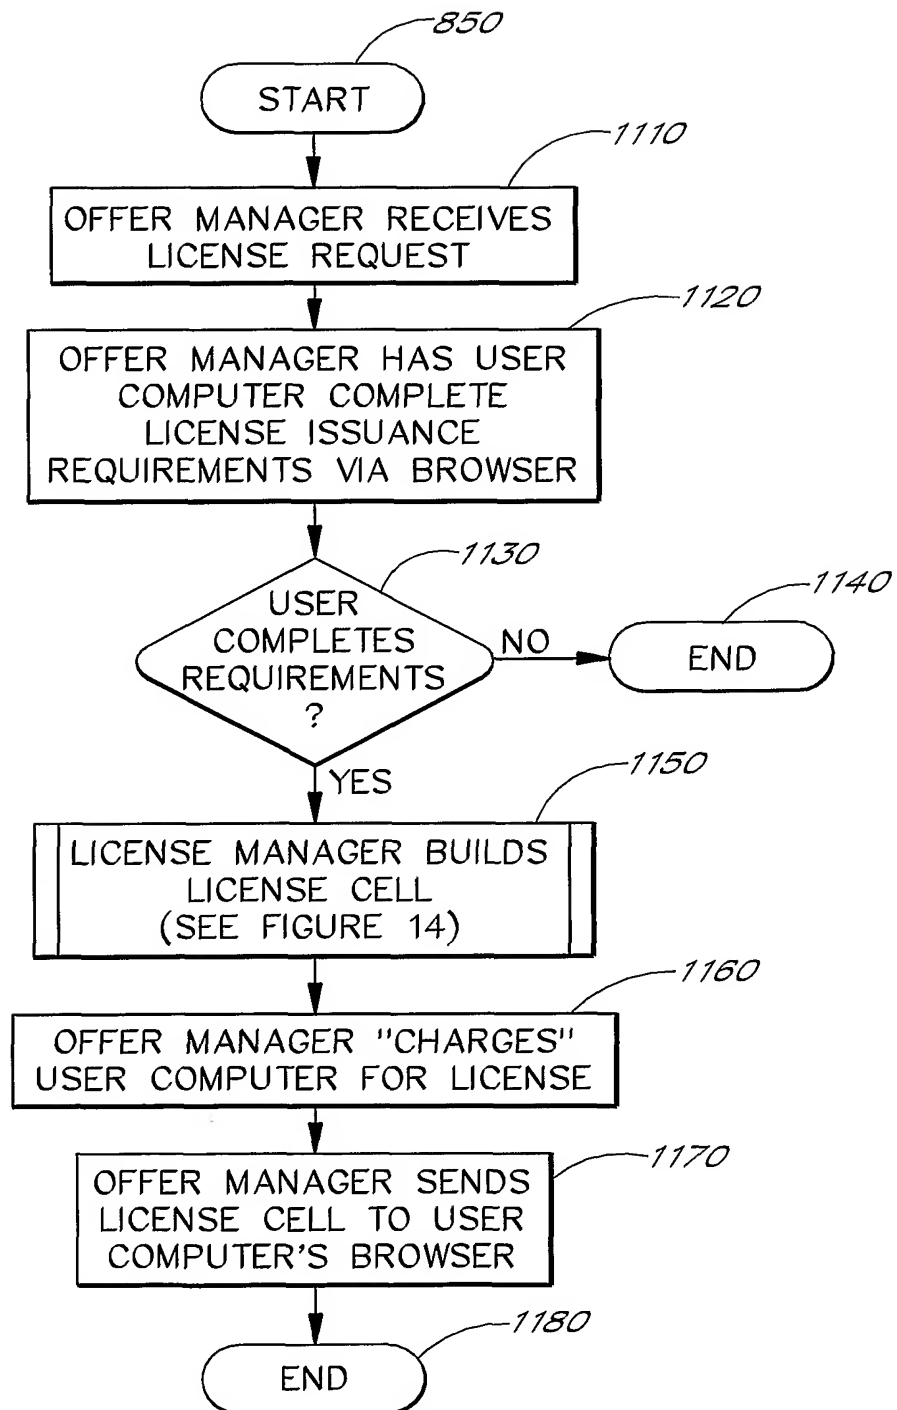 850
START
1110
OFFER MANAGER RECEIVES
LICENSE REQUEST
1120
OFFER MANAGER HAS USER
COMPUTER COMPLETE
LICENSE ISSUANCE
REQUIREMENTS VIA BROWSER
1130
USER
COMPLETES
REQUIREMENTS
?
NO
1140
END
YES
1150
LICENSE MANAGER BUILDS
LICENSE CELL
(SEE FIGURE 14)
1160
OFFER MANAGER "CHARGES"
USER COMPUTER FOR LICENSE
1170
OFFER MANAGER SENDS
LICENSE CELL TO USER
COMPUTER'S BROWSER
1180
END